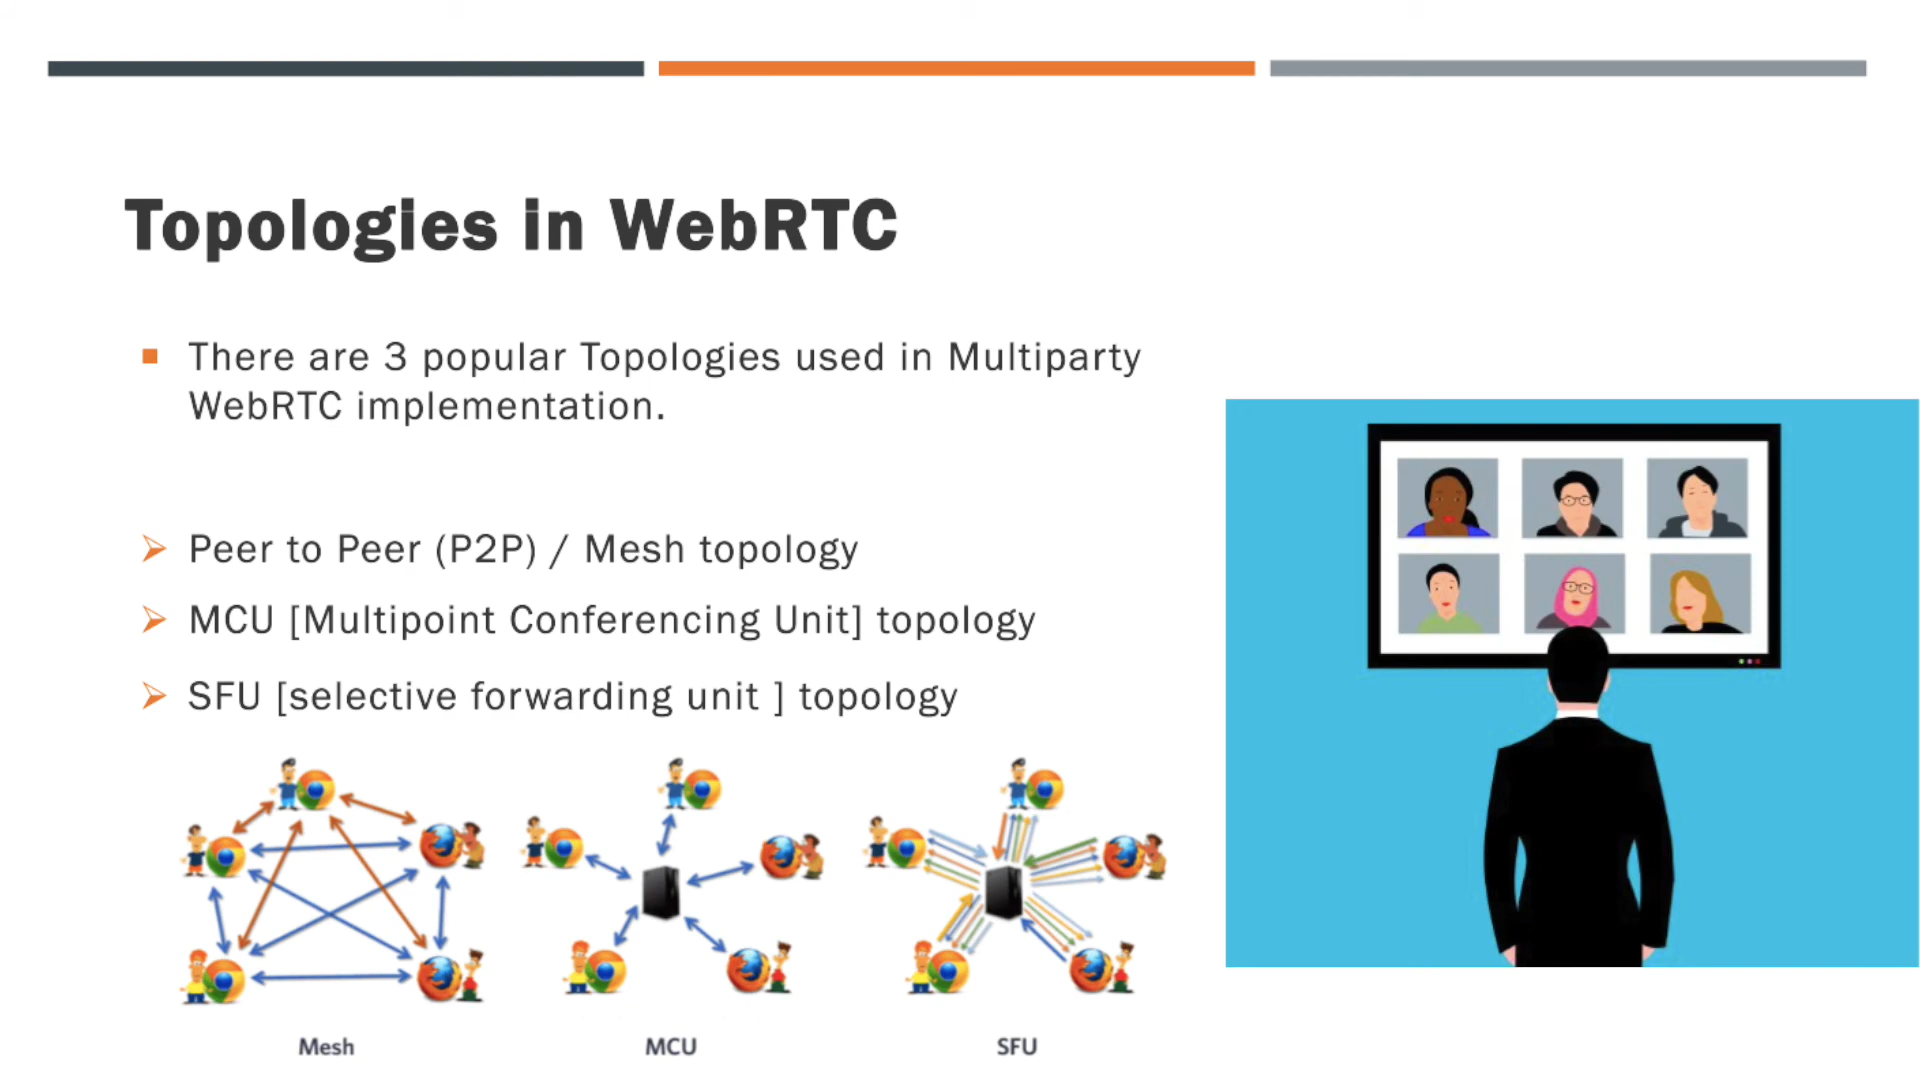 Topologies in WebRTC
There are 3 popular Topologies used in Multiparty
WebRTC implementation.
Peer to Peer (P2P) / Mesh topology
MCU [Multipoint Conferencing Unit] topology
SFU [selective forwarding unit ] topology
Mesh
MCU
SFU